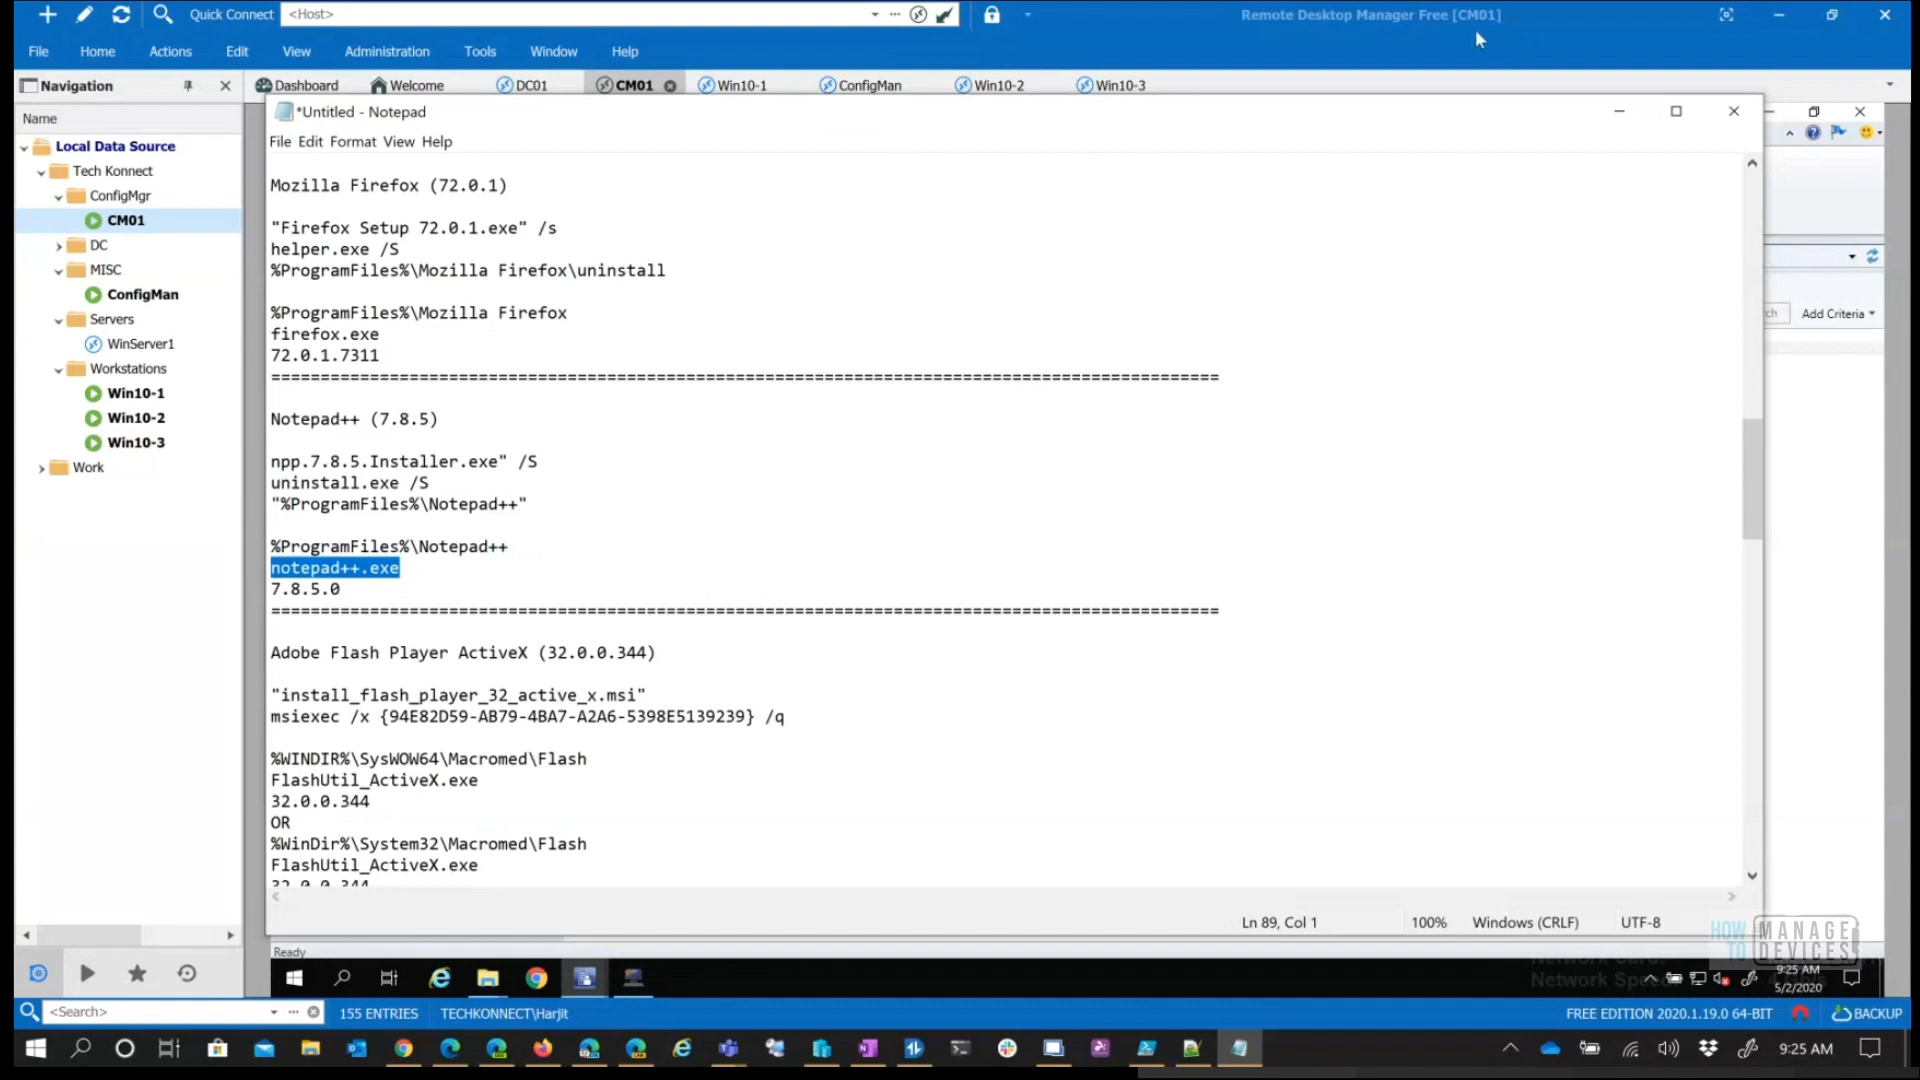 Quick Connect
<Host>
Remote Desktop Manager Free [CM01]
File Home Actions Edit View Administration Tools Window Help
Navigation
Dashboard
Welcome
DC01
CM01
Win10-1
ConfigMan
Win10-2
Win10-3
Name
Local Data Source
Tech Konnect
ConfigMgr
CM01
DC
MISC
ConfigMan
Servers
WinServer1
Workstations
Win10-1
Win10-2
Win10-3
Work
*Untitled - Notepad
File Edit Format View Help
Mozilla Firefox (72.0.1)
"Firefox Setup 72.0.1.exe" /s
helper.exe /S
%ProgramFiles%\Mozilla Firefox\uninstall
%ProgramFiles%\Mozilla Firefox
firefox.exe
72.0.1.7311
================================================================================================
Notepad++ (7.8.5)
npp.7.8.5.Installer.exe" /S
uninstall.exe /S
"%ProgramFiles%\Notepad++"
%ProgramFiles%\Notepad++
notepad++.exe
7.8.5.0
================================================================================================
Adobe Flash Player ActiveX (32.0.0.344)
"install_flash_player_32_active_x.msi"
msiexec /x {94E82D59-AB79-4BA7-A2A6-5398E5139239} /q
%WINDIR%\SysWOW64\Macromed\Flash
FlashUtil_ActiveX.exe
32.0.0.344
OR
%WinDir%\System32\Macromed\Flash
FlashUtil_ActiveX.exe
32.0.0.344
Ln 89, Col 1
100%
Windows (CRLF)
UTF-8
Add Criteria
Ready
HOW TO MANAGE DEVICES
Network Speed
9:25 AM
5/2/2020
<Search>
155 ENTRIES
TECHKONNECT\Harjit
FREE EDITION 2020.1.19.0 64-BIT
BACKUP
9:25 AM